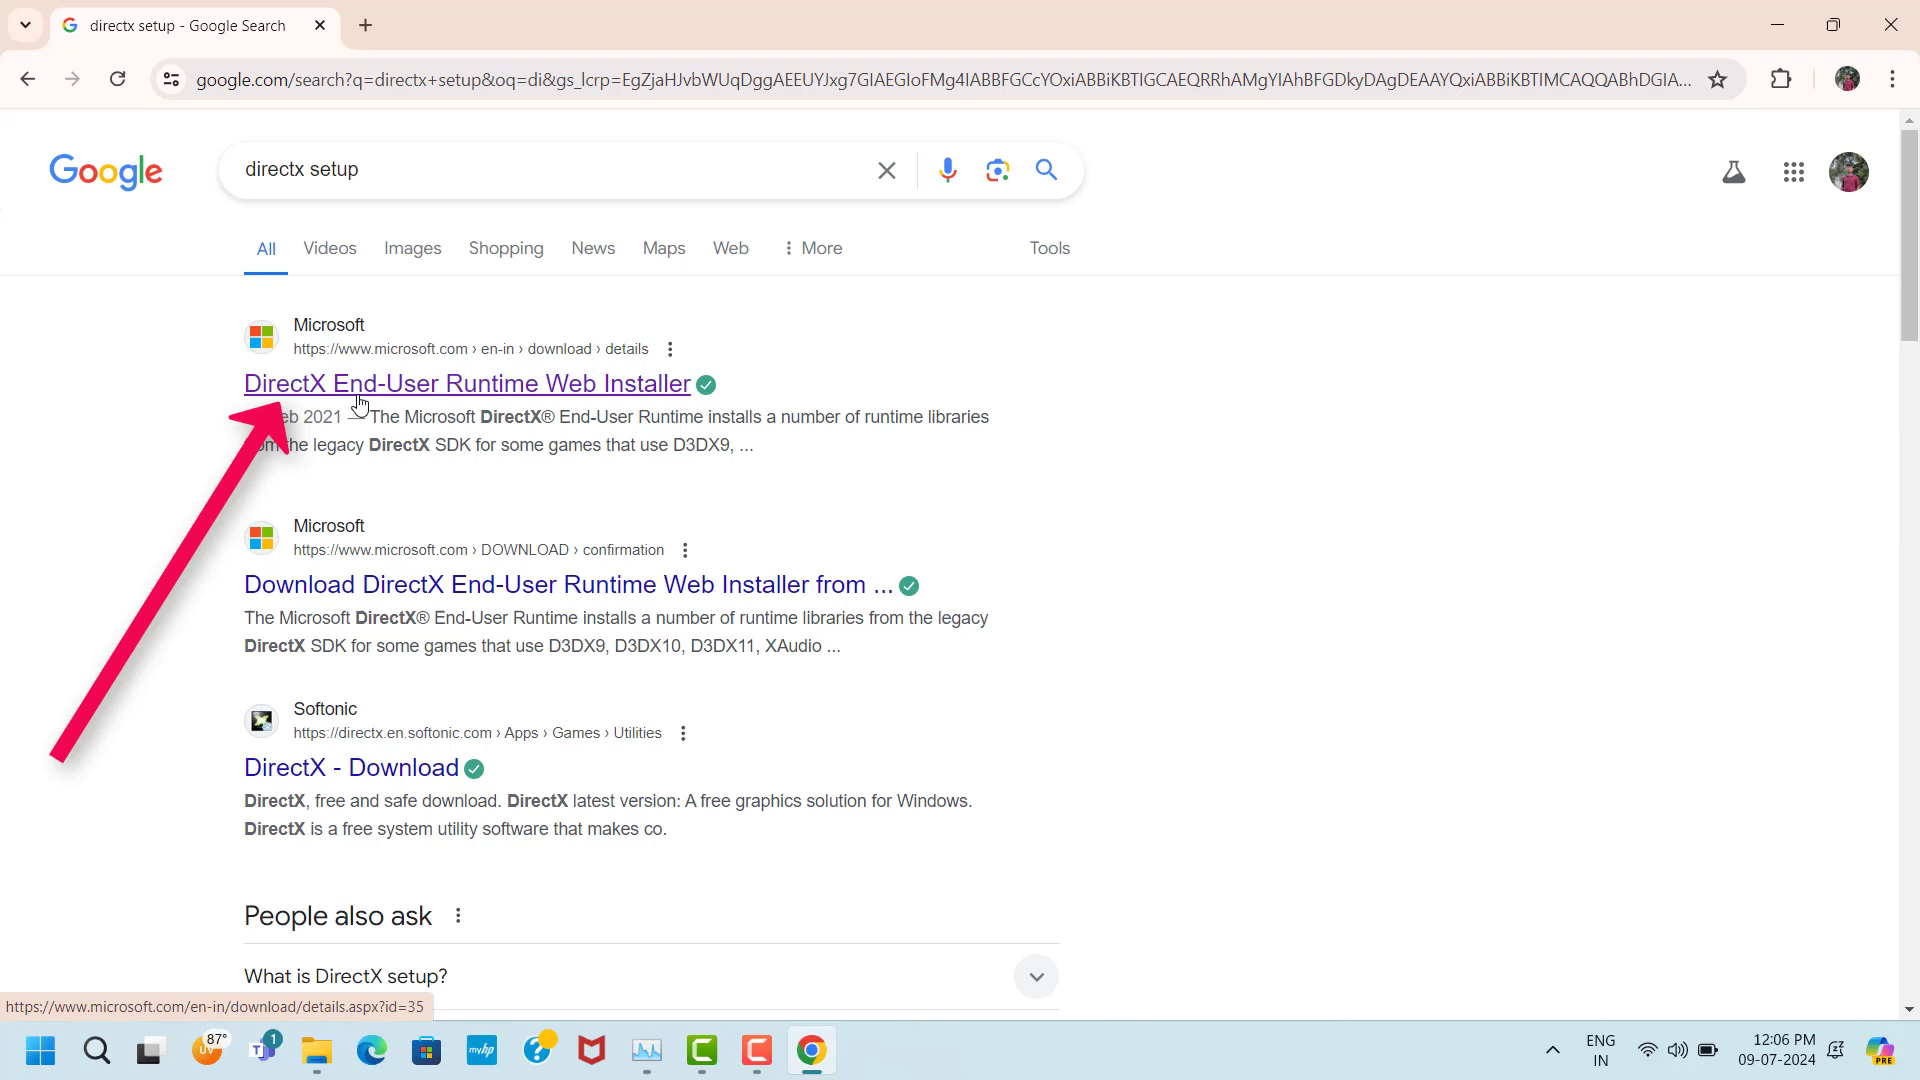 directx setup - Google Search
google.com/search?q=directx+setup&oq=di&gs_lcrp=EgZjaHJvbWUqDggAEEUYJxg7GIAEGIoFMg4IABBFGCcYOxiABBiKBTIGCAEQRRhAMgYIAhBFGDkyDAgDEAAYQxiABBiKBTIMCAQQABhDGIA...
Google
directx setup
All Videos Images Shopping News Maps Web More Tools
Microsoft
https://www.microsoft.com › en-in › download › details
DirectX End-User Runtime Web Installer
eb 2021 — The Microsoft DirectX® End-User Runtime installs a number of runtime libraries
from the legacy DirectX SDK for some games that use D3DX9, ...
Microsoft
https://www.microsoft.com › DOWNLOAD › confirmation
Download DirectX End-User Runtime Web Installer from ...
The Microsoft DirectX® End-User Runtime installs a number of runtime libraries from the legacy
DirectX SDK for some games that use D3DX9, D3DX10, D3DX11, XAudio ...
Softonic
https://directx.en.softonic.com › Apps › Games › Utilities
DirectX - Download
DirectX, free and safe download. DirectX latest version: A free graphics solution for Windows.
DirectX is a free system utility software that makes co.
People also ask
What is DirectX setup?
https://www.microsoft.com/en-in/download/details.aspx?id=35
87°
UV
1
T
myhp
?
C
C
ENG
IN
12:06 PM
09-07-2024
PRE